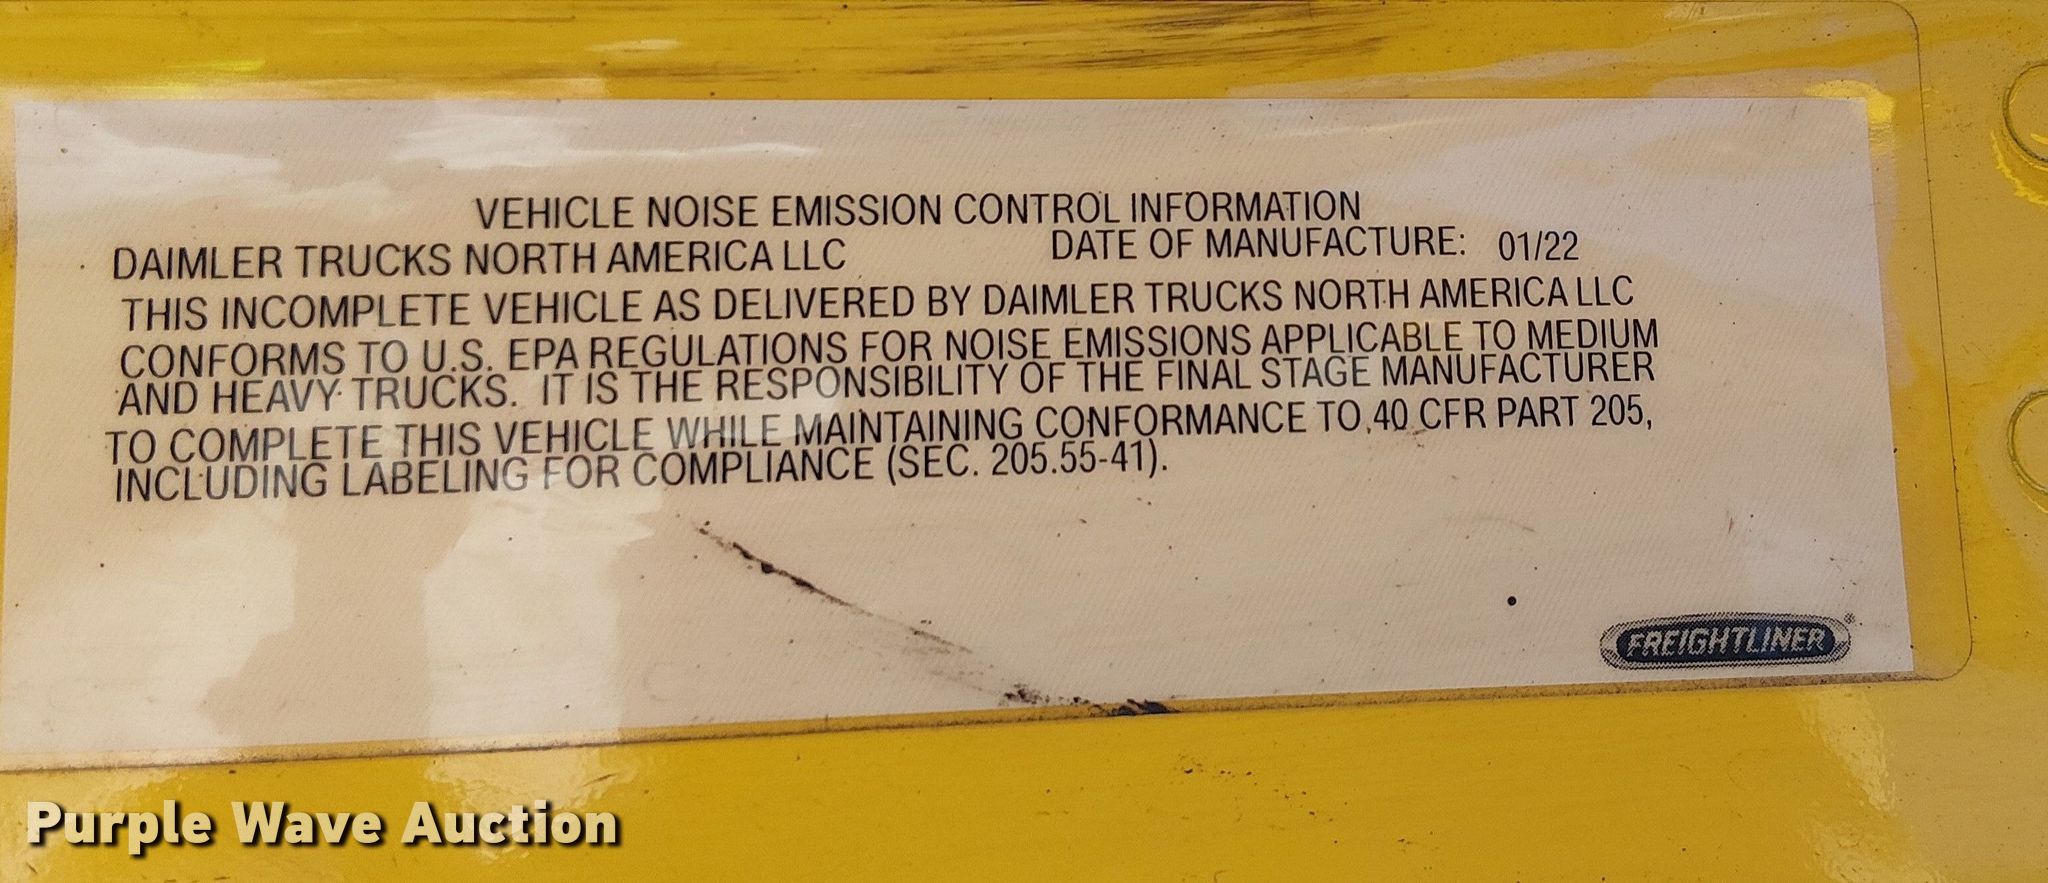 VEHICLE NOISE EMISSION CONTROL INFORMATION
DAIMLER TRUCKS NORTH AMERICA LLC DATE OF MANUFACTURE: 01/22
THIS INCOMPLETE VEHICLE AS DELIVERED BY DAIMLER TRUCKS NORTH AMERICA LLC
CONFORMS TO U.S. EPA REGULATIONS FOR NOISE EMISSIONS APPLICABLE TO MEDIUM
AND HEAVY TRUCKS. IT IS THE RESPONSIBILITY OF THE FINAL STAGE MANUFACTURER
TO COMPLETE THIS VEHICLE WHILE MAINTAINING CONFORMANCE TO 40 CFR PART 205,
INCLUDING LABELING FOR COMPLIANCE (SEC. 205.55-41).
FREIGHTLINER®
Purple Wave Auction